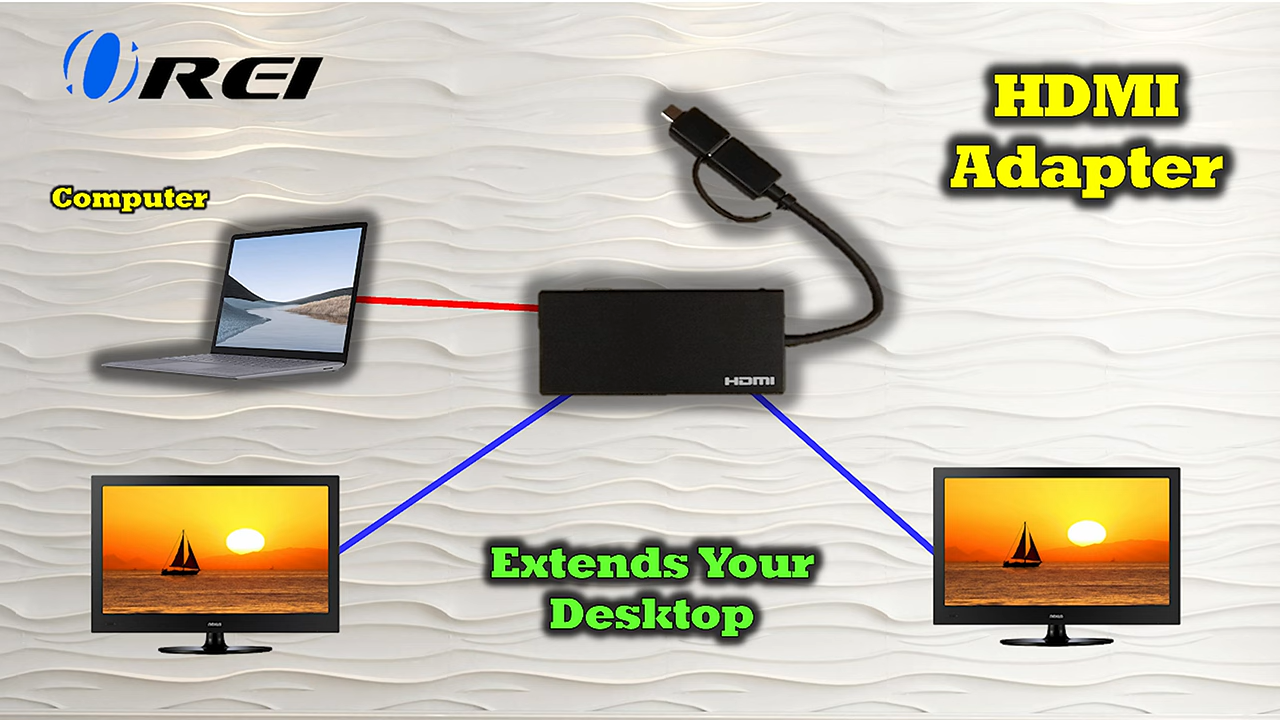 OREI
HDMI
Adapter
Computer
HDMI
Extends Your
Desktop